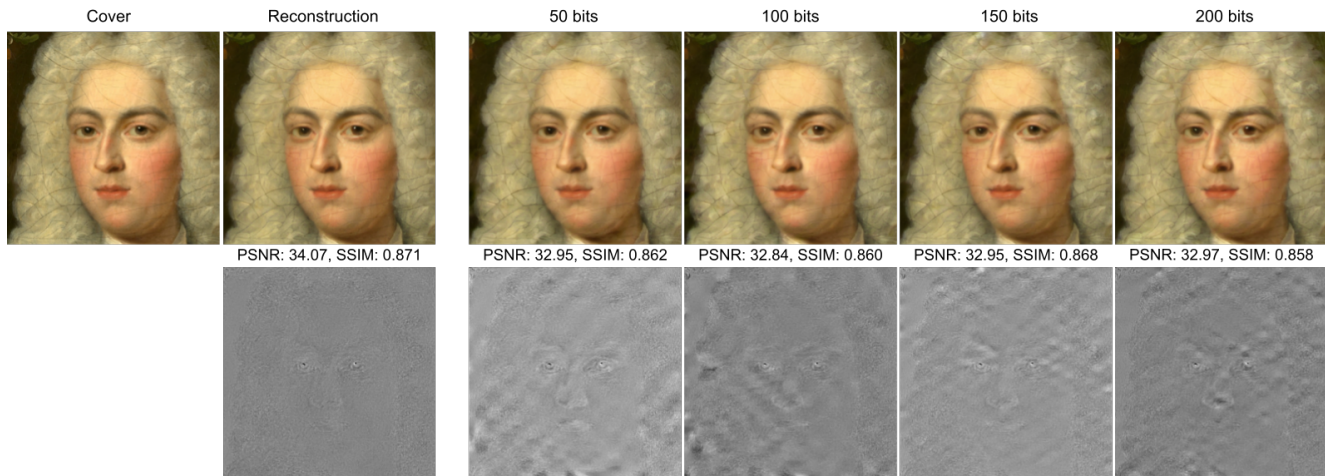 Cover Reconstruction 50 bits 100 bits 150 bits 200 bits
PSNR: 34.07, SSIM: 0.871 PSNR: 32.95, SSIM: 0.862 PSNR: 32.84, SSIM: 0.860 PSNR: 32.95, SSIM: 0.868 PSNR: 32.97, SSIM: 0.858